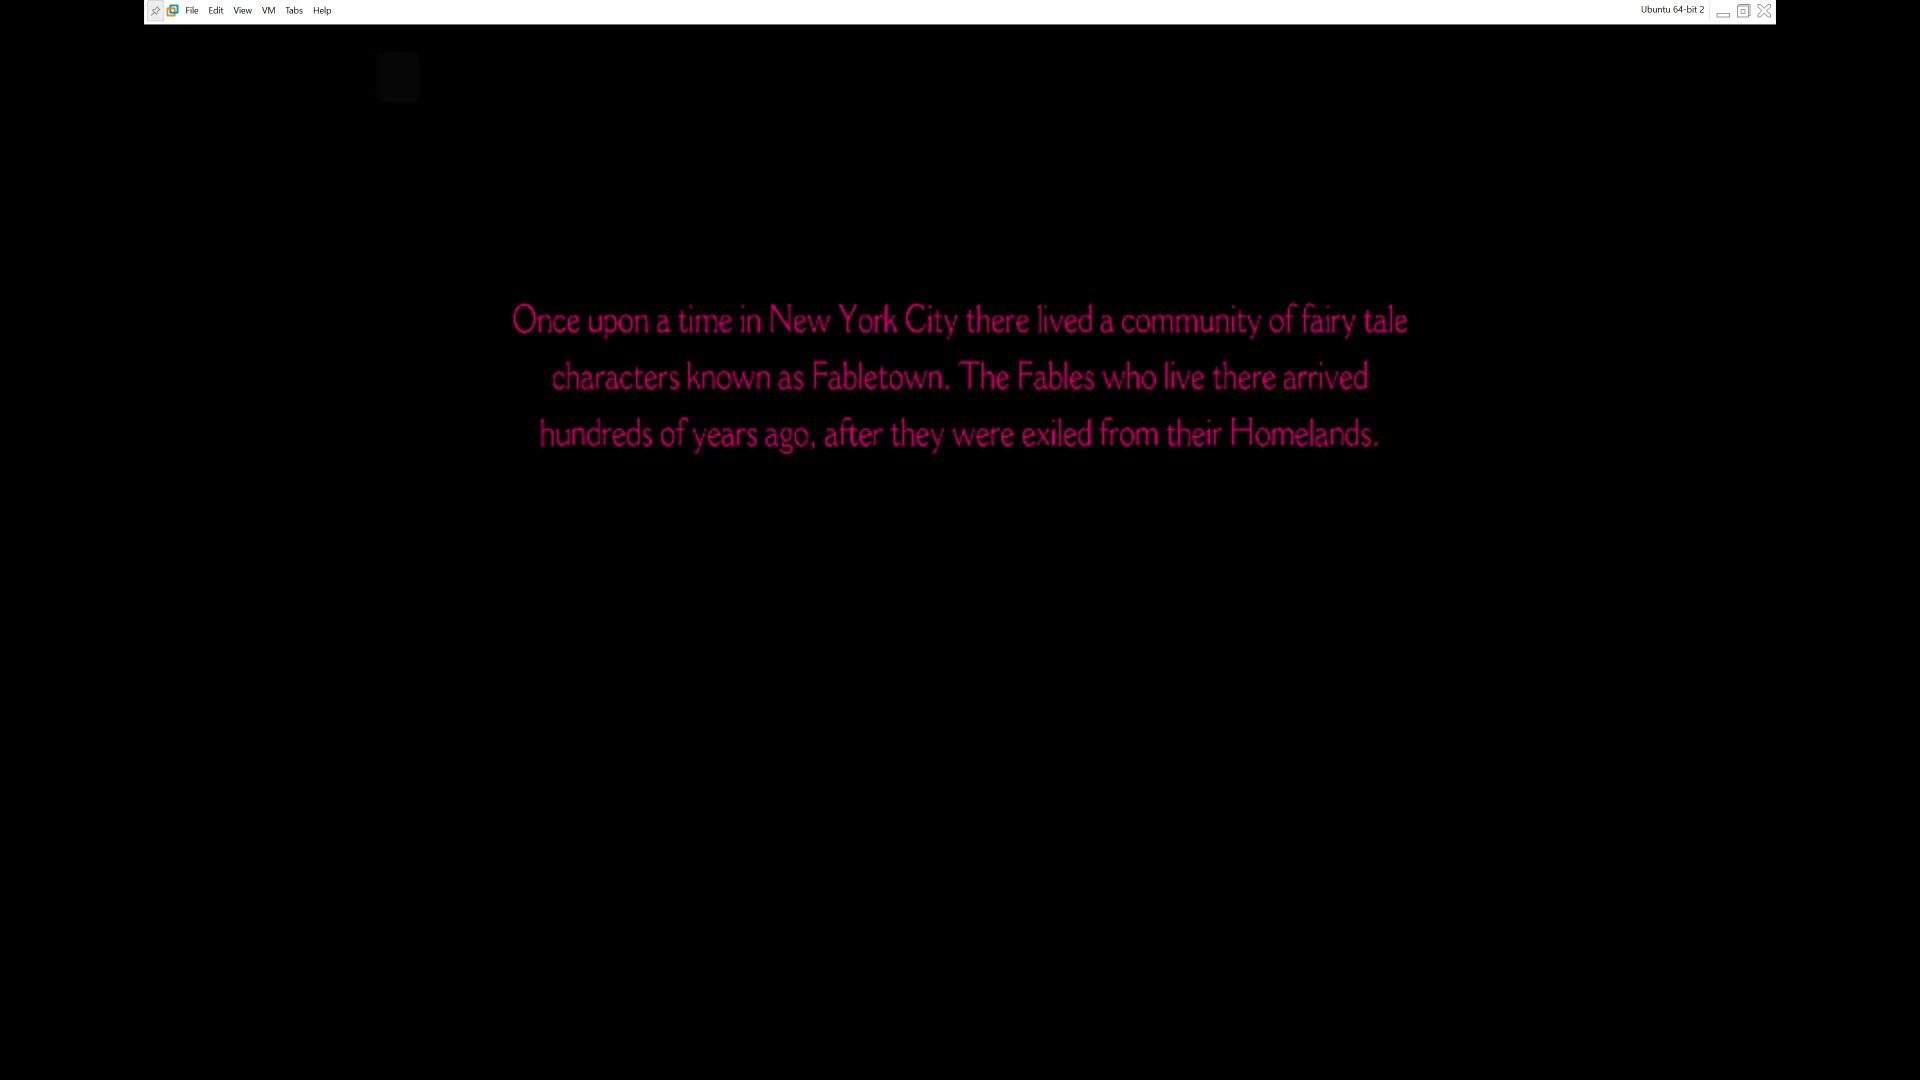 File Edit View VM Tabs Help
Ubuntu 64-bit 2
Once upon a time in New York City there lived a community of fairy tale
characters known as Fabletown. The Fables who live there arrived
hundreds of years ago, after they were exiled from their Homelands.